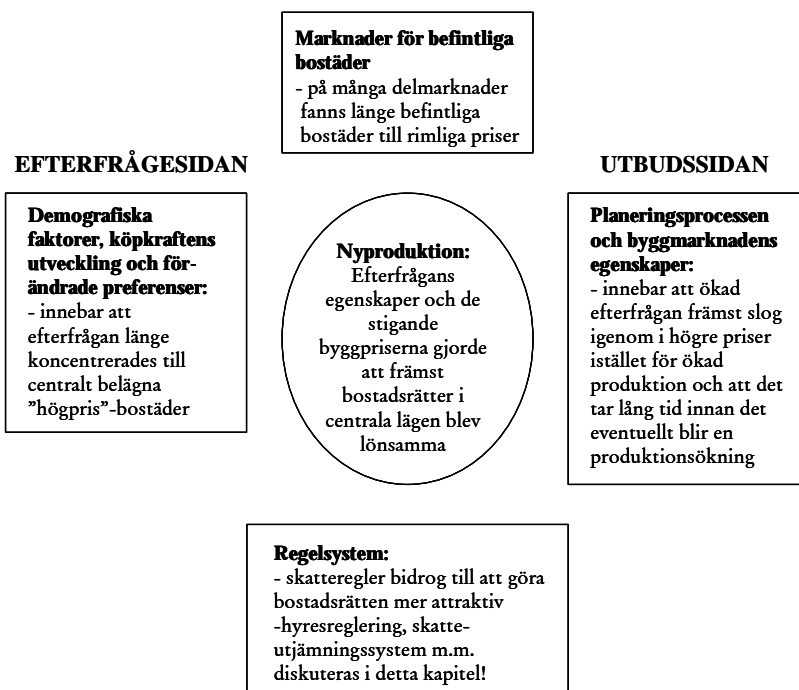 Marknader för befintliga
bostäder
- på många delmarknader
fanns länge befintliga
bostäder till rimliga priser
EFTERFRÅGESIDAN
UTBUDSSIDAN
Demografiska
faktorer, köpkraftens
utveckling och för-
ändrade preferenser:
- innebar att
efterfrågan länge
koncentrerades till
centralt belägna
”högpris”-bostäder
Nyproduktion:
Efterfrågans
egenskaper och de
stigande
byggpriserna gjorde
att främst
bostadsrätter i
centrala lägen blev
lönsamma
Planeringsprocessen
och byggmarknadens
egenskaper:
- innebar att ökad
efterfrågan främst slog
igenom i högre priser
istället för ökad
produktion och att det
tar lång tid innan det
eventuellt blir en
produktionsökning
Regelsystem:
- skatteregler bidrog till att göra
bostadsrätten mer attraktiv
-hyresreglering, skatte-
utjämningssystem m.m.
diskuteras i detta kapitel!